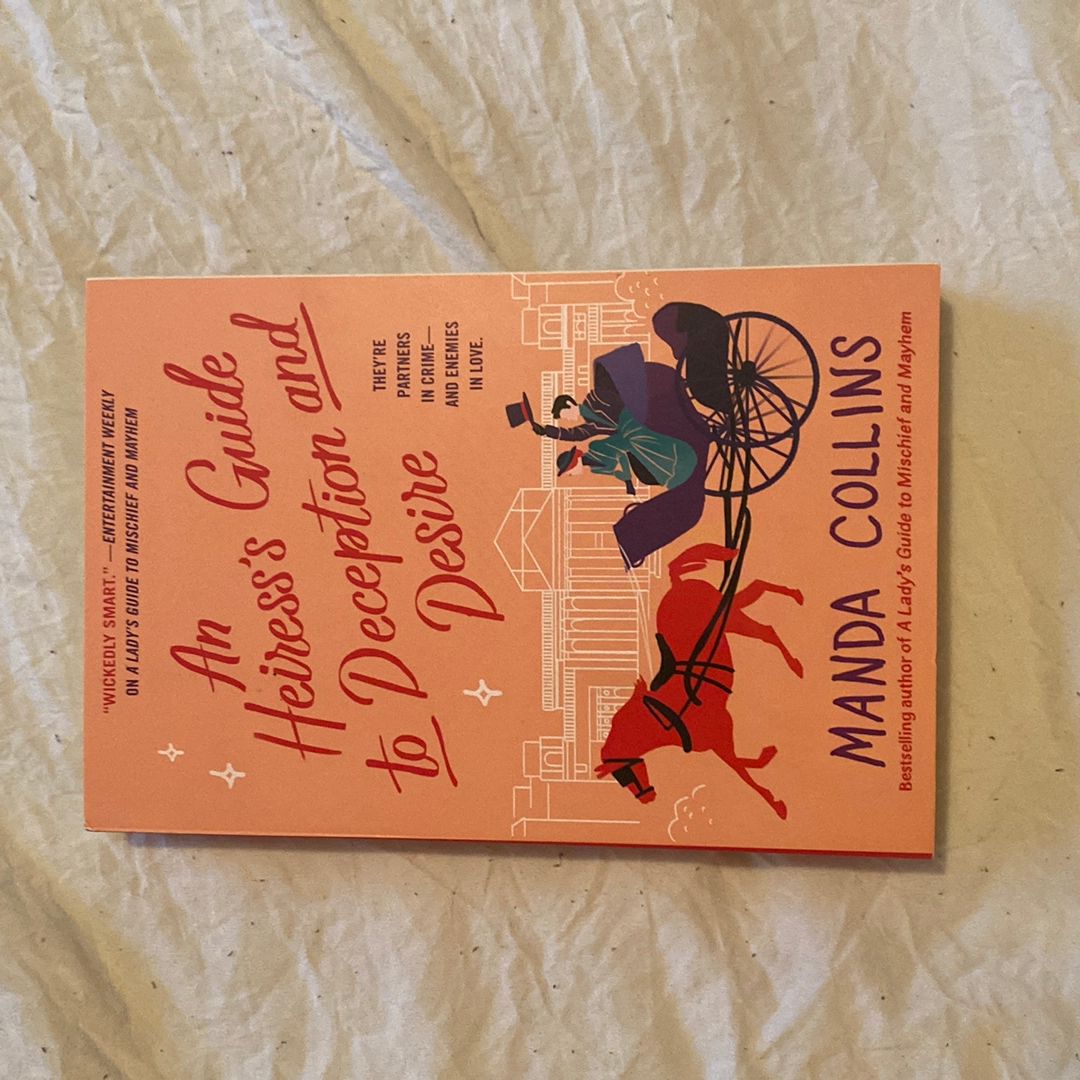 "WICKEDLY SMART." —ENTERTAINMENT WEEKLY
ON A LADY'S GUIDE TO MISCHIEF AND MAYHEM
An
Heiress's Guide
to Deception and
Desire
THEY'RE
PARTNERS
IN CRIME—
AND ENEMIES
IN LOVE.
MANDA COLLINS
Bestselling author of A Lady's Guide to Mischief and Mayhem